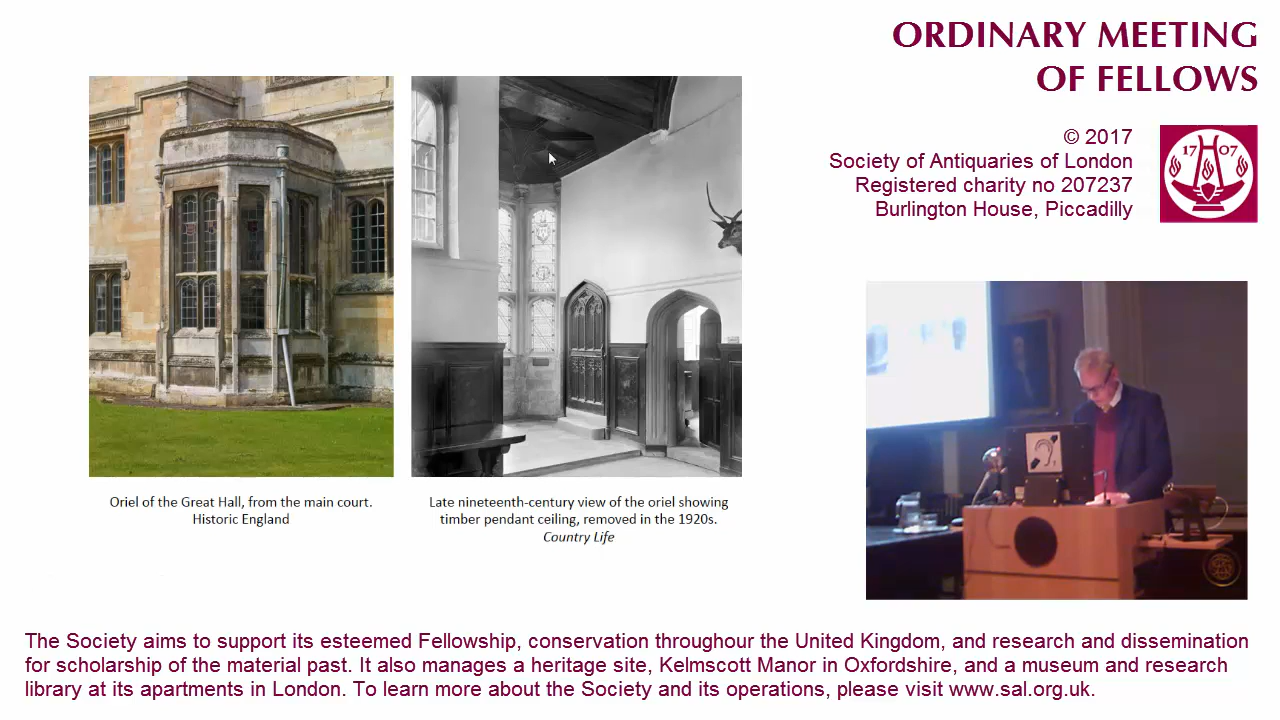 ORDINARY MEETING
OF FELLOWS
© 2017
Society of Antiquaries of London
Registered charity no 207237
Burlington House, Piccadilly
17 07
Oriel of the Great Hall, from the main court.
Historic England
Late nineteenth-century view of the oriel showing
timber pendant ceiling, removed in the 1920s.
Country Life
The Society aims to support its esteemed Fellowship, conservation throughour the United Kingdom, and research and dissemination
for scholarship of the material past. It also manages a heritage site, Kelmscott Manor in Oxfordshire, and a museum and research
library at its apartments in London. To learn more about the Society and its operations, please visit www.sal.org.uk.